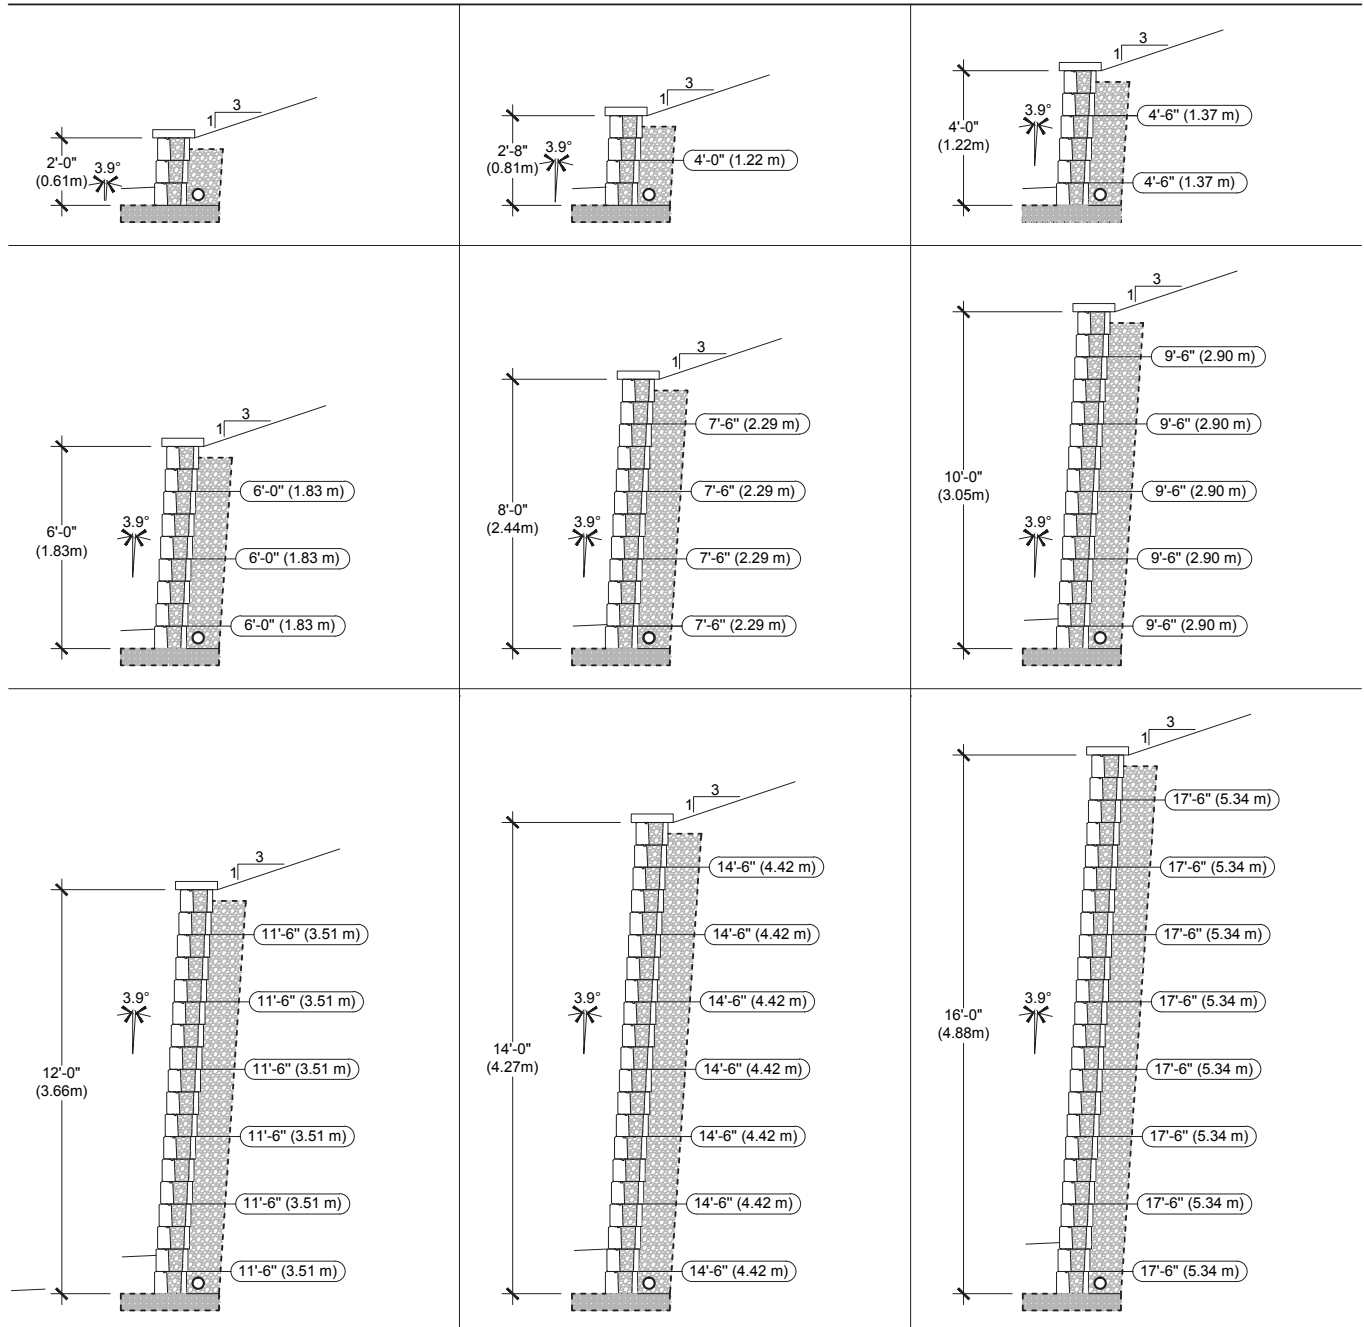 3
1
2'-0"
(0.61m)
3.9°
3
1
2'-8"
(0.81m)
3.9°
4'-0" (1.22 m)
3
1
4'-0"
(1.22m)
3.9°
4'-6" (1.37 m)
4'-6" (1.37 m)
3
1
6'-0"
(1.83m)
3.9°
6'-0" (1.83 m)
6'-0" (1.83 m)
6'-0" (1.83 m)
3
1
8'-0"
(2.44m)
3.9°
7'-6" (2.29 m)
7'-6" (2.29 m)
7'-6" (2.29 m)
7'-6" (2.29 m)
3
1
10'-0"
(3.05m)
3.9°
9'-6" (2.90 m)
9'-6" (2.90 m)
9'-6" (2.90 m)
9'-6" (2.90 m)
9'-6" (2.90 m)
3
1
12'-0"
(3.66m)
3.9°
11'-6" (3.51 m)
11'-6" (3.51 m)
11'-6" (3.51 m)
11'-6" (3.51 m)
11'-6" (3.51 m)
11'-6" (3.51 m)
3
1
14'-0"
(4.27m)
3.9°
14'-6" (4.42 m)
14'-6" (4.42 m)
14'-6" (4.42 m)
14'-6" (4.42 m)
14'-6" (4.42 m)
14'-6" (4.42 m)
14'-6" (4.42 m)
3
1
16'-0"
(4.88m)
3.9°
17'-6" (5.34 m)
17'-6" (5.34 m)
17'-6" (5.34 m)
17'-6" (5.34 m)
17'-6" (5.34 m)
17'-6" (5.34 m)
17'-6" (5.34 m)
17'-6" (5.34 m)